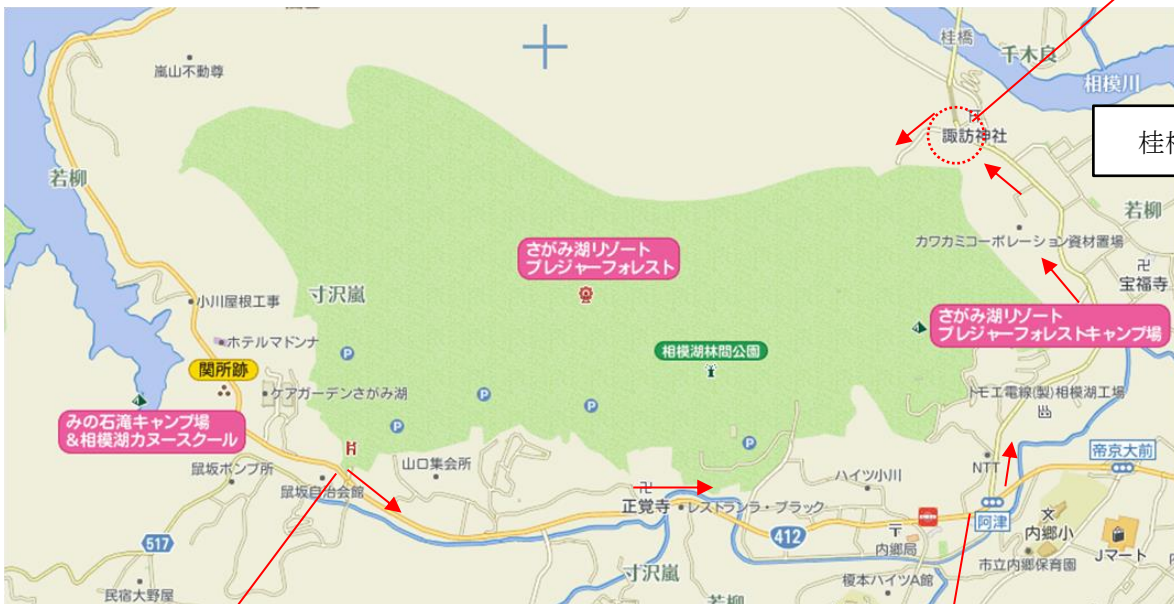 桂橋
千木良
相模川
嵐山不動尊
諏訪神社
桂橋
若柳
若柳
カワカミコーポレーション資材置場
卍
宝福寺
さがみ湖リゾート
プレジャーフォレスト
小川屋根工事
寸沢嵐
さがみ湖リゾート
プレジャーフォレストキャンプ場
ホテルマドンナ
相模湖林間公園
P
関所跡
ケアガーデンさがみ湖
P
P
トモエ電線(製)相模湖工場
みの石滝キャンプ場
&相模湖カヌースクール
P
P
帝京大前
鼠坂ポンプ所
山口集会所
ハイツ小川
NTT
鼠坂自治会館
卍
正覚寺
レストランラ・ブラック
阿津
文
内郷小
〒
内郷局
412
517
市立内郷保育園
Jマート
寸沢嵐
榎本ハイツA館
民宿大野屋
若柳